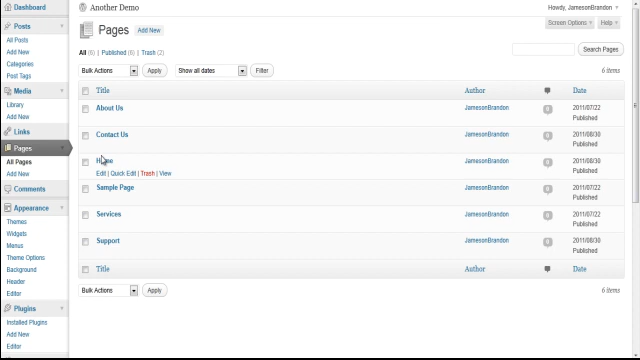 Dashboard
Another Demo
Howdy, JamesonBrandon
Screen Options
Help
Posts
All Posts
Add New
Categories
Post Tags
Media
Library
Add New
Links
Pages
All Pages
Add New
Comments
Appearance
Themes
Widgets
Menus
Theme Options
Background
Header
Editor
Plugins
Installed Plugins
Add New
Editor
Pages Add New
All (6) | Published (6) | Trash (2)
Search Pages
Bulk Actions Apply Show all dates Filter 6 items
Title Author Date
About Us JamesonBrandon 0 2011/07/22
Published
Contact Us JamesonBrandon 0 2011/08/30
Published
JamesonBrandon 0 2011/08/30
Edit | Quick Edit | Trash | View Published
Sample Page JamesonBrandon 0 2011/07/22
Published
Services JamesonBrandon 0 2011/07/22
Published
Support JamesonBrandon 0 2011/08/30
Published
Title Author Date
Bulk Actions Apply 6 items